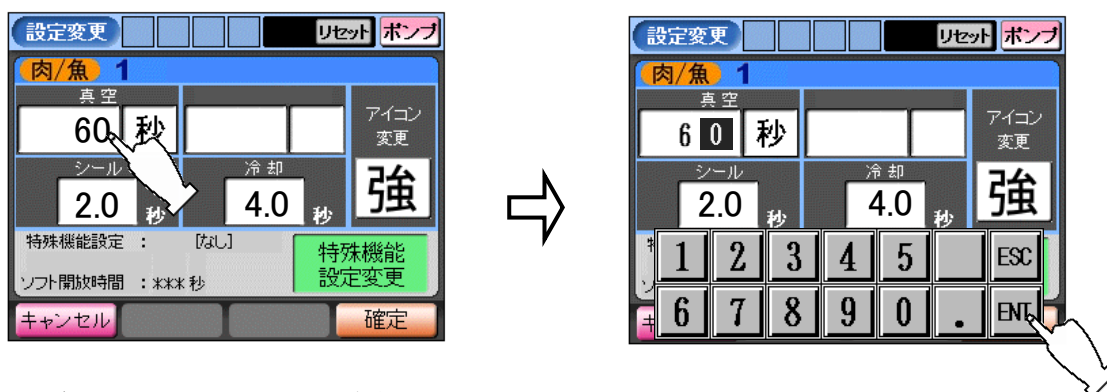 設定変更 リセット ポンプ
肉/魚 1
真空
60 秒
アイコン
変更
シール 冷却
2.0 秒 4.0 秒 強
特殊機能設定 : [なし]
ソフト開放時間 :***秒
特殊機能
設定変更
キャンセル 確定
設定変更 リセット ポンプ
肉/魚 1
真空
60 秒
アイコン
変更
シール 冷却
2.0 秒 4.0 秒 強
1 2 3 4 5 ESC
6 7 8 9 0 . ENT